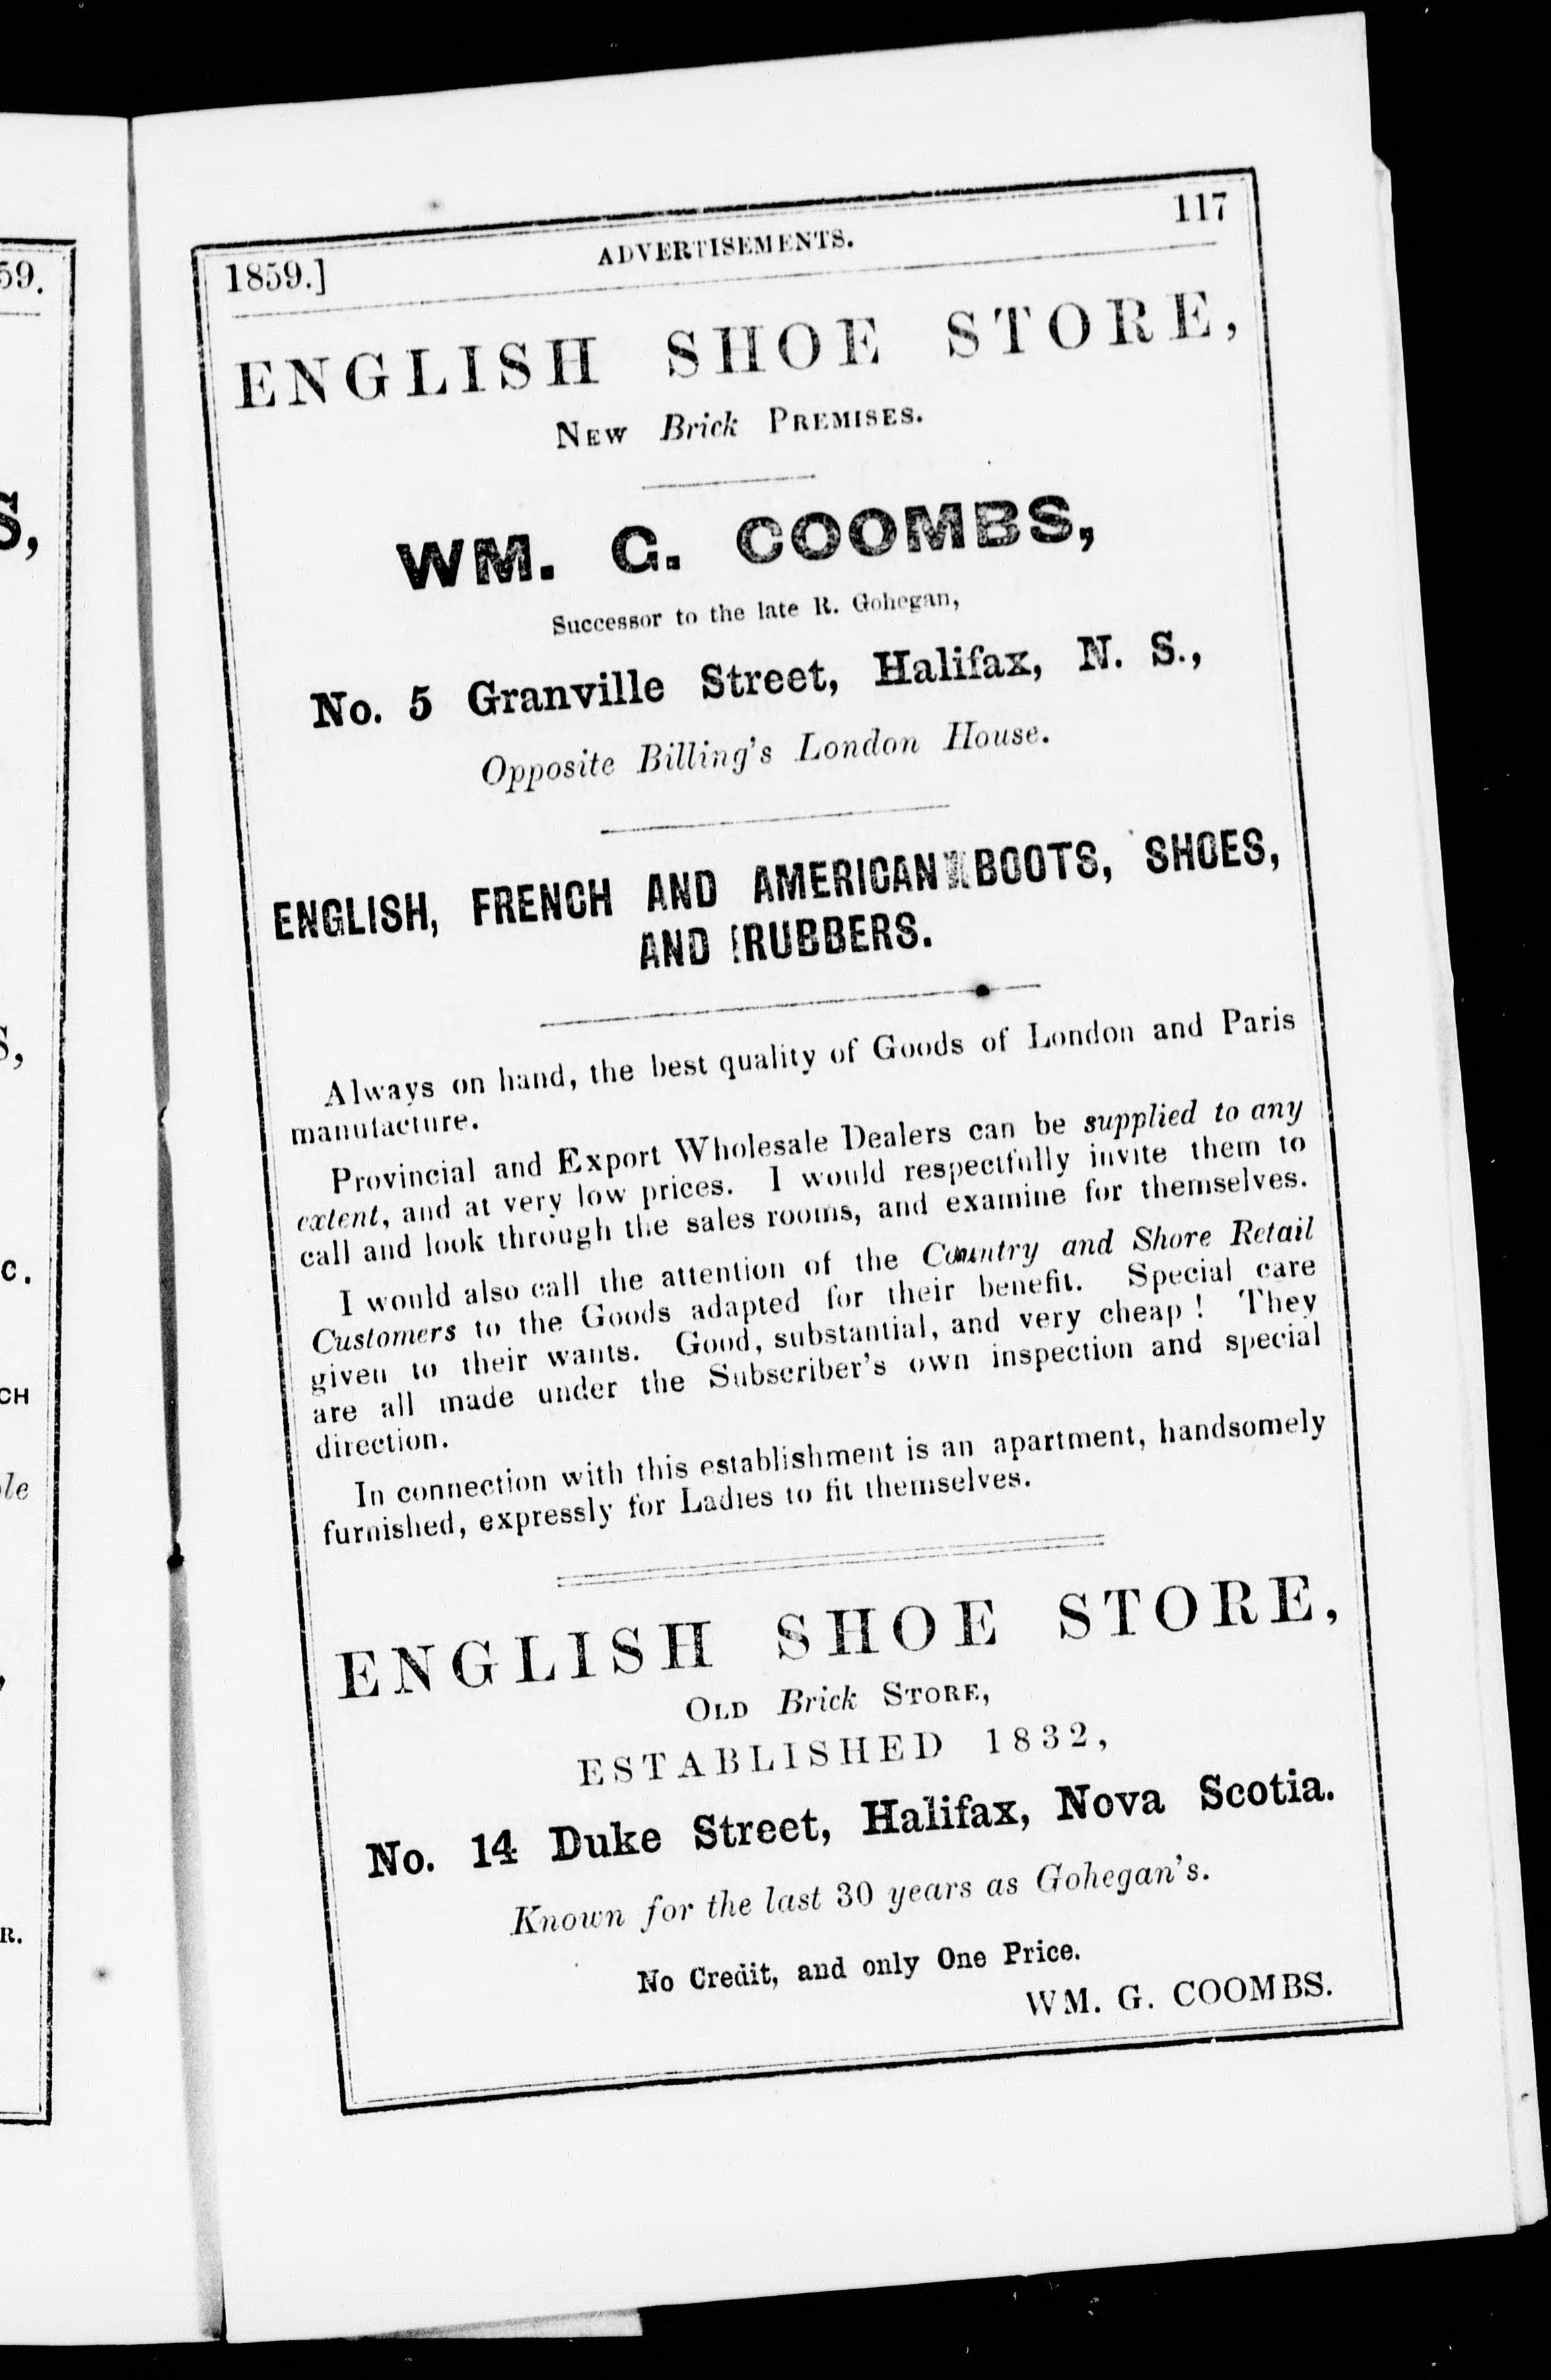 1859.] ADVERTISEMENTS. 117
ENGLISH SHOE STORE,
NEW Brick PREMISES.
WM. G. COOMBS,
Successor to the late R. Gohegan,
No. 5 Granville Street, Halifax, N. S.,
Opposite Billing's London House.
ENGLISH, FRENCH AND AMERICAN BOOTS, SHOES,
AND RUBBERS.
Always on hand, the best quality of Goods of London and Paris
manufacture.
Provincial and Export Wholesale Dealers can be supplied to any
extent, and at very low prices. I would respectfully invite them to
call and look through the sales rooms, and examine for themselves.
I would also call the attention of the Country and Shore Retail
Customers to the Goods adapted for their benefit. Special care
given to their wants. Good, substantial, and very cheap! They
are all made under the Subscriber's own inspection and special
direction.
In connection with this establishment is an apartment, handsomely
furnished, expressly for Ladies to fit themselves.
ENGLISH SHOE STORE,
OLD Brick STORE,
ESTABLISHED 1832,
No. 14 Duke Street, Halifax, Nova Scotia.
Known for the last 30 years as Gohegan's.
No Credit, and only One Price.
WM. G. COOMBS.